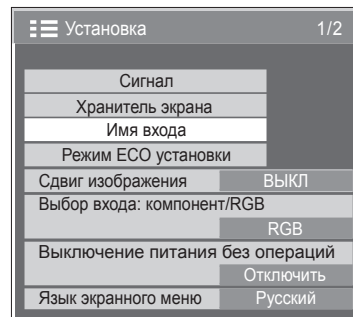 Установка 1/2
Сигнал
Хранитель экрана
Имя входа
Режим ECO установки
Сдвиг изображения ВЫКЛ
Выбор входа: компонент/RGB
RGB
Выключение питания без операций
Отключить
Язык экранного меню Русский